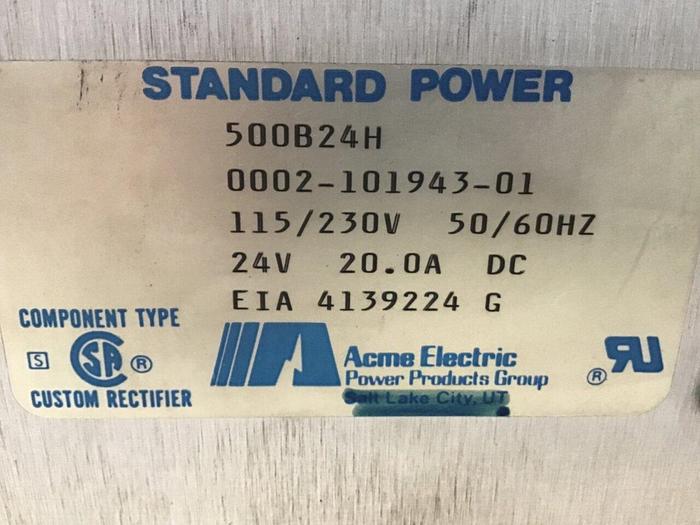 STANDARD POWER
500B24H
0002-101943-01
115/230V 50/60HZ
24V 20.0A DC
EIA 4139224 G
COMPONENT TYPE
S SA ®
CUSTOM RECTIFIER
Acme Electric
Power Products Group
Salt Lake City, UT
® RU